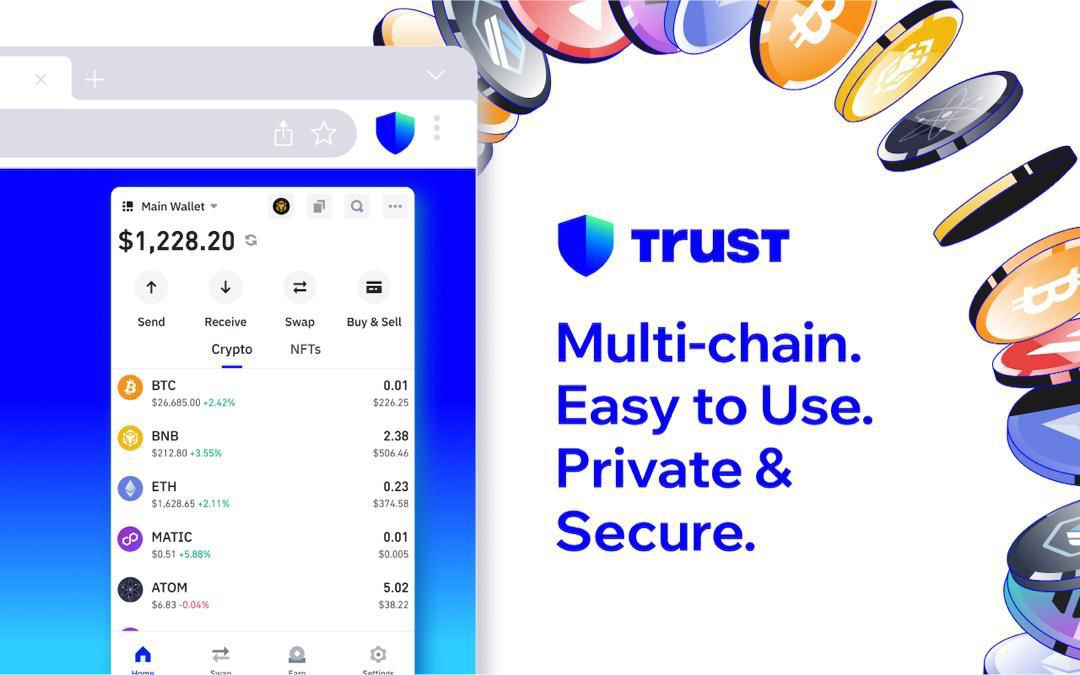 Main Wallet
$1,228.20
Send Receive Swap Buy & Sell
Crypto NFTs
BTC 0.01
$26,685.00 +2.42% $226.25
BNB 2.38
$212.80 +3.55% $506.46
ETH 0.23
$1,628.65 +2.11% $374.58
MATIC 0.01
$0.51 +5.88% $0.005
ATOM 5.02
$6.83 -0.04% $38.22
Home Swap Earn Settings
TRUST
Multi-chain.
Easy to Use.
Private &
Secure.